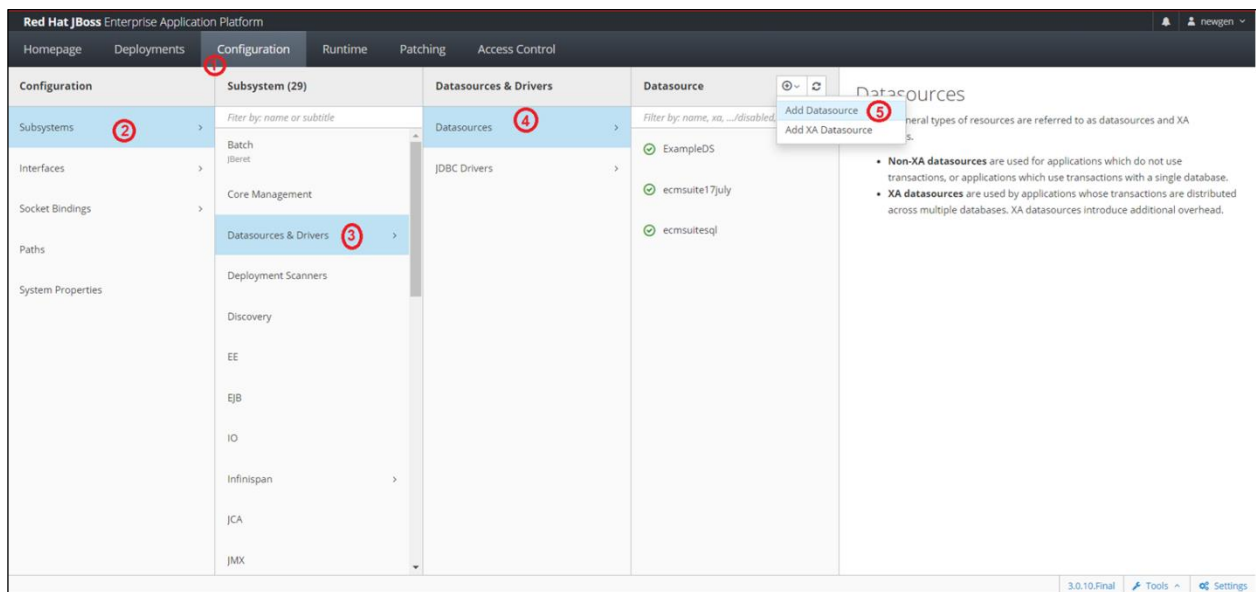 Red Hat JBoss Enterprise Application Platform
newgen
Homepage Deployments Configuration Runtime Patching Access Control
1
Configuration
Subsystems
2
Interfaces
Socket Bindings
Paths
System Properties
Subsystem (29)
Fiter by: name or subtitle
Batch
JBeret
Core Management
Datasources & Drivers
3
Deployment Scanners
Discovery
EE
EJB
IO
Infinispan
JCA
JMX
Datasources & Drivers
Datasources
4
JDBC Drivers
Datasource
Filter by: name, xa, .../disabled,
Add Datasource
5
Add XA Datasource
ExampleDS
ecmsuite17july
ecmsuitesql
Datasources
neral types of resources are referred to as datasources and XA
s.
• Non-XA datasources are used for applications which do not use
transactions, or applications which use transactions with a single database.
• XA datasources are used by applications whose transactions are distributed
across multiple databases. XA datasources introduce additional overhead.
3.0.10.Final Tools Settings